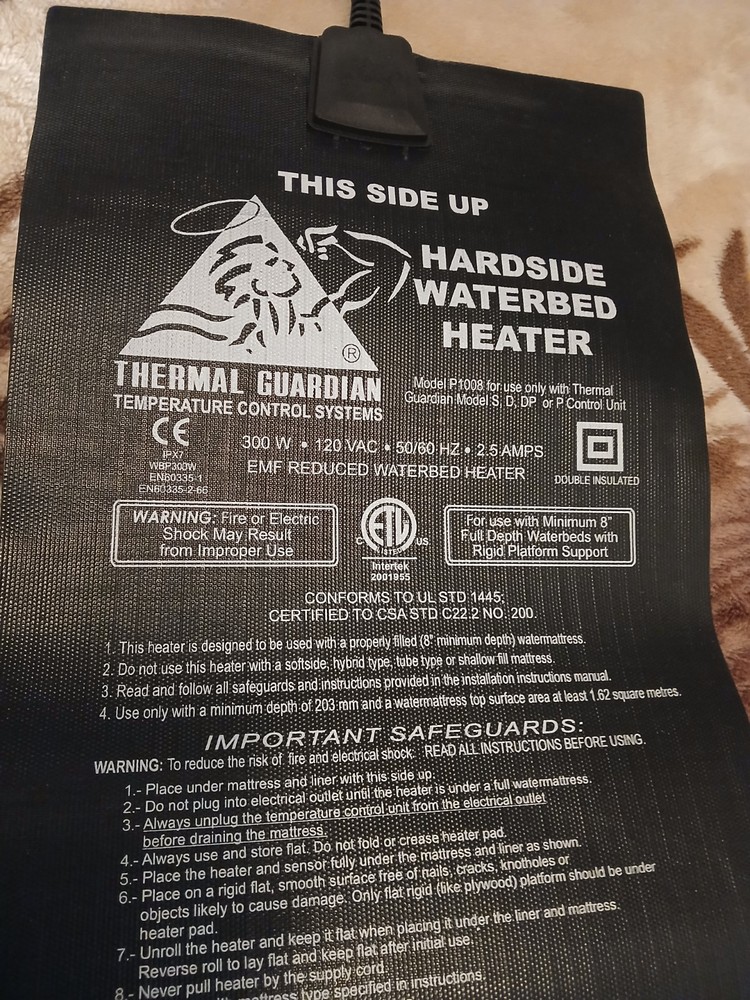 THIS SIDE UP
HARDSIDE
WATERBED
HEATER
®
THERMAL GUARDIAN
TEMPERATURE CONTROL SYSTEMS
Model P1008 for use only with Thermal
Guardian Model S, D, DP or P Control Unit
CE
IPX7
WBP300W
EN60335-1
EN60335-2-66
300 W • 120 VAC • 50/60 HZ • 2.5 AMPS
EMF REDUCED WATERBED HEATER
DOUBLE INSULATED
WARNING: Fire or Electric
Shock May Result
from Improper Use
ETL
C US
Intertek
2001955
For use with Minimum 8"
Full Depth Waterbeds with
Rigid Platform Support
CONFORMS TO UL STD 1445;
CERTIFIED TO CSA STD C22.2 NO. 200.
1. This heater is designed to be used with a properly filled (8" minimum depth) watermattress.
2. Do not use this heater with a softside, hybrid type, tube type or shallow fill mattress.
3. Read and follow all safeguards and instructions provided in the installation instructions manual.
4. Use only with a minimum depth of 203 mm and a watermattress top surface area at least 1.62 square metres.
IMPORTANT SAFEGUARDS:
WARNING: To reduce the risk of fire and electrical shock. READ ALL INSTRUCTIONS BEFORE USING.
1.- Place under mattress and liner with this side up.
2.- Do not plug into electrical outlet until the heater is under a full watermattress.
3.- Always unplug the temperature control unit from the electrical outlet
before draining the mattress.
4.- Always use and store flat. Do not fold or crease heater pad.
5.- Place the heater and sensor fully under the mattress and liner as shown.
6.- Place on a rigid flat, smooth surface free of nails, cracks, knotholes or
objects likely to cause damage. Only flat rigid (like plywood) platform should be under
heater pad.
7.- Unroll the heater and keep it flat when placing it under the liner and mattress.
Reverse roll to lay flat and keep flat after initial use.
8.- Never pull heater by the supply cord.
with mattress type specified in instructions.